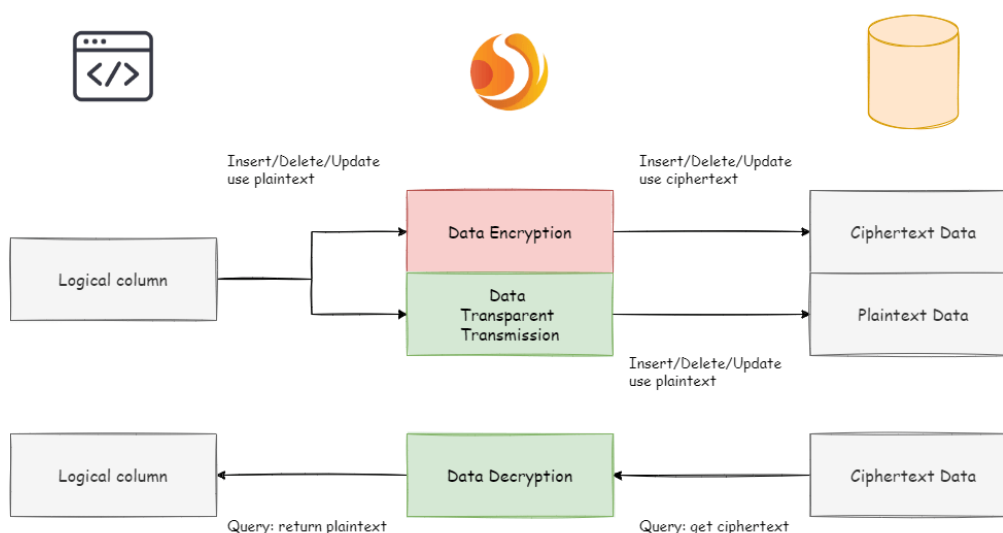 </>
Insert/Delete/Update
use plaintext
Insert/Delete/Update
use ciphertext
Logical column
Data Encryption
Ciphertext Data
Data
Transparent
Transmission
Plaintext Data
Insert/Delete/Update
use plaintext
Logical column
Data Decryption
Ciphertext Data
Query: return plaintext
Query: get ciphertext